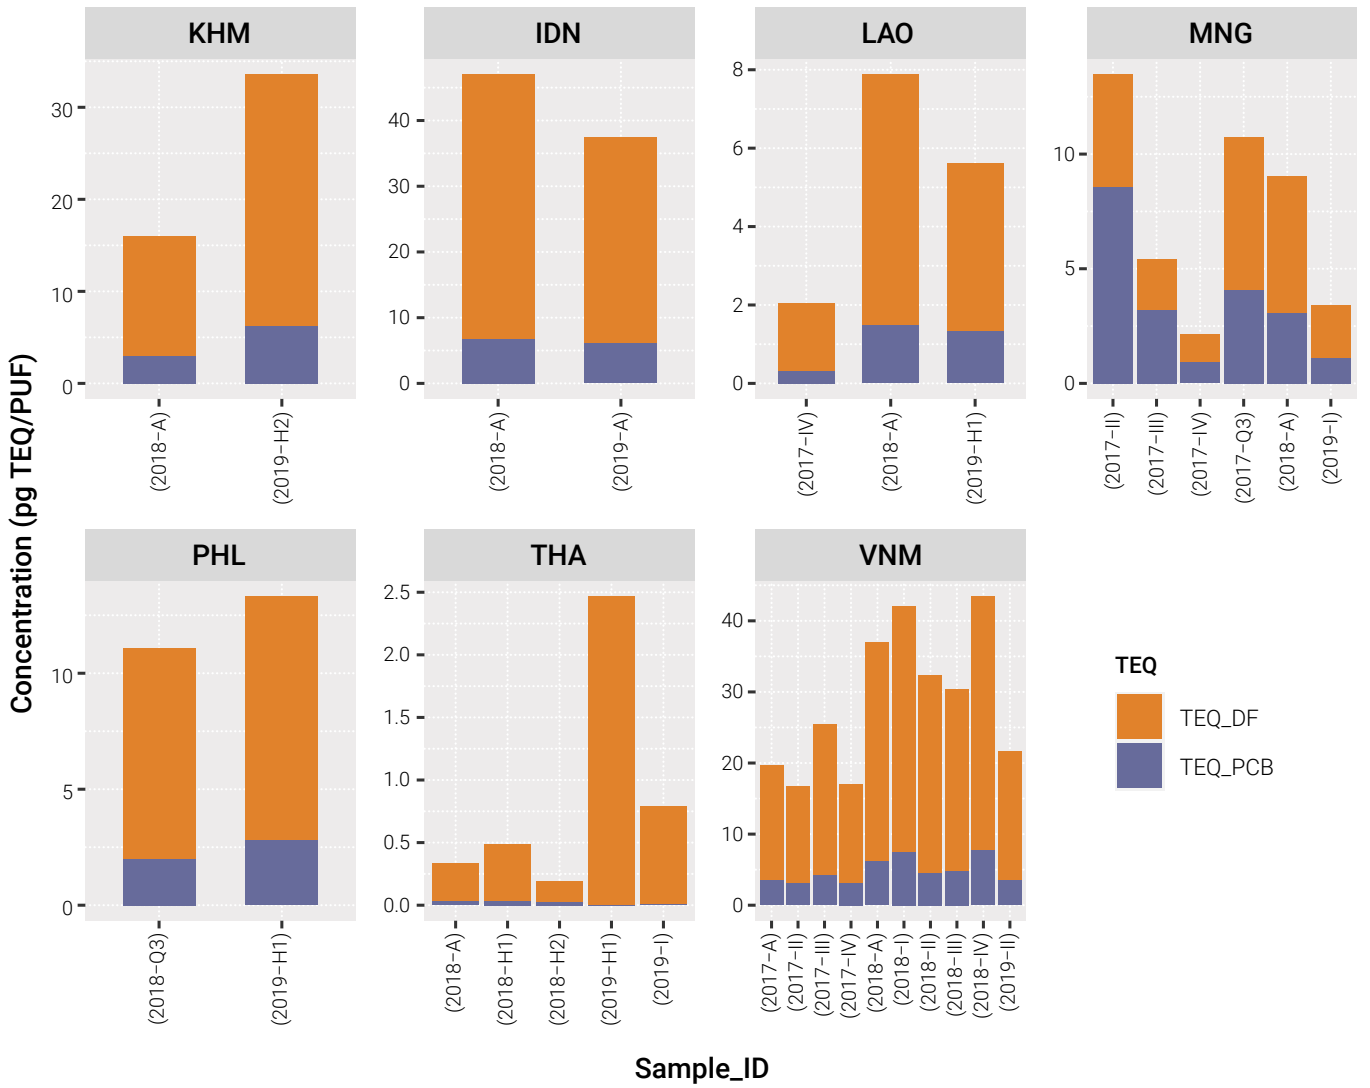 KHM
IDN
LAO
MNG
30
20
10
0
40
30
20
10
0
8
6
4
2
0
10
5
0
(2018−A)
(2019−H2)
(2018−A)
(2019−A)
(2017−IV)
(2018−A)
(2019−H1)
(2017−II)
(2017−III)
(2017−IV)
(2017−Q3)
(2018−A)
(2019−I)
Concentration (pg TEQ/PUF)
PHL
THA
VNM
10
5
0
2.5
2.0
1.5
1.0
0.5
0.0
40
30
20
10
0
(2018−Q3)
(2019−H1)
(2018−A)
(2018−H1)
(2018−H2)
(2019−H1)
(2019−I)
(2017−A)
(2017−II)
(2017−III)
(2017−IV)
(2018−A)
(2018−I)
(2018−II)
(2018−III)
(2018−IV)
(2019−II)
TEQ
TEQ_DF
TEQ_PCB
Sample_ID